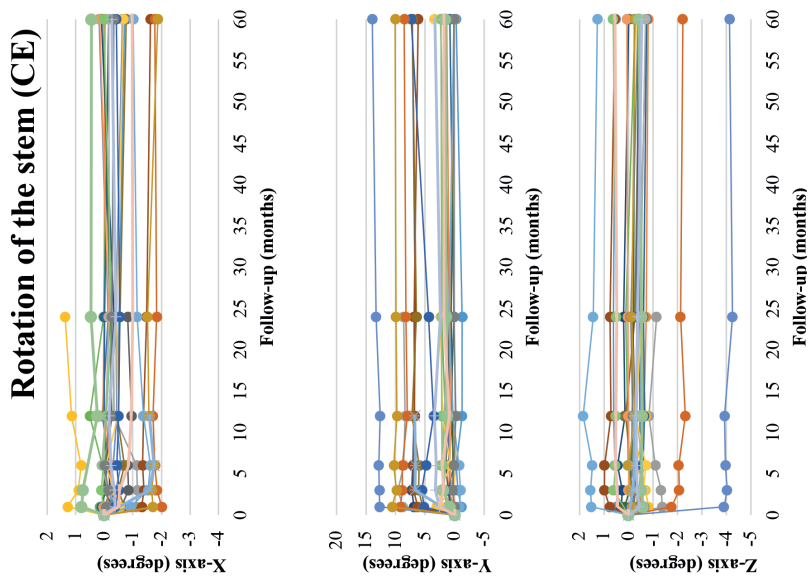 Rotation of the stem (CE)
X-axis (degrees)
2
1
0
-1
-2
-3
-4
0 5 10 15 20 25 30 35 40 45 50 55 60
Follow-up (months)
Y-axis (degrees)
20
15
10
5
0
-5
0 5 10 15 20 25 30 35 40 45 50 55 60
Follow-up (months)
Z-axis (degrees)
2
1
0
-1
-2
-3
-4
-5
0 5 10 15 20 25 30 35 40 45 50 55 60
Follow-up (months)